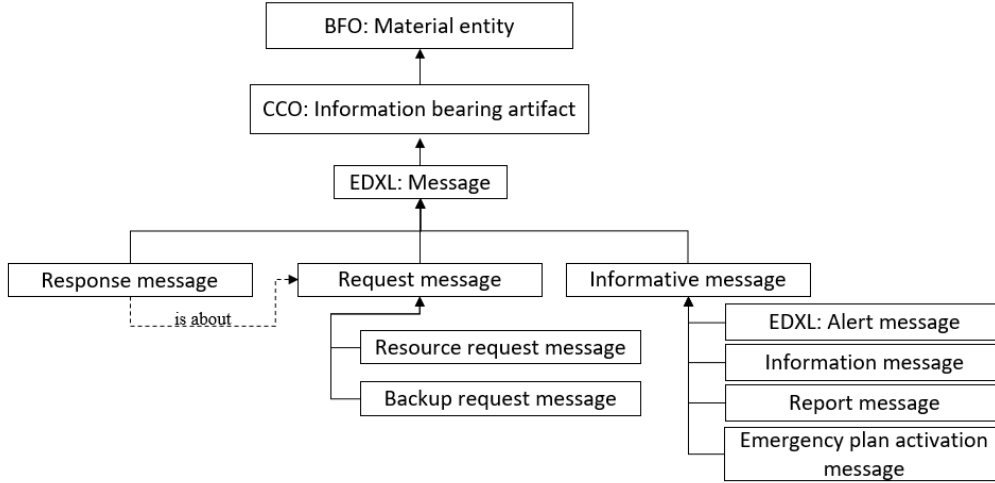 BFO: Material entity
CCO: Information bearing artifact
EDXL: Message
Response message
Request message
Informative message
is about
Resource request message
Backup request message
EDXL: Alert message
Information message
Report message
Emergency plan activation
message